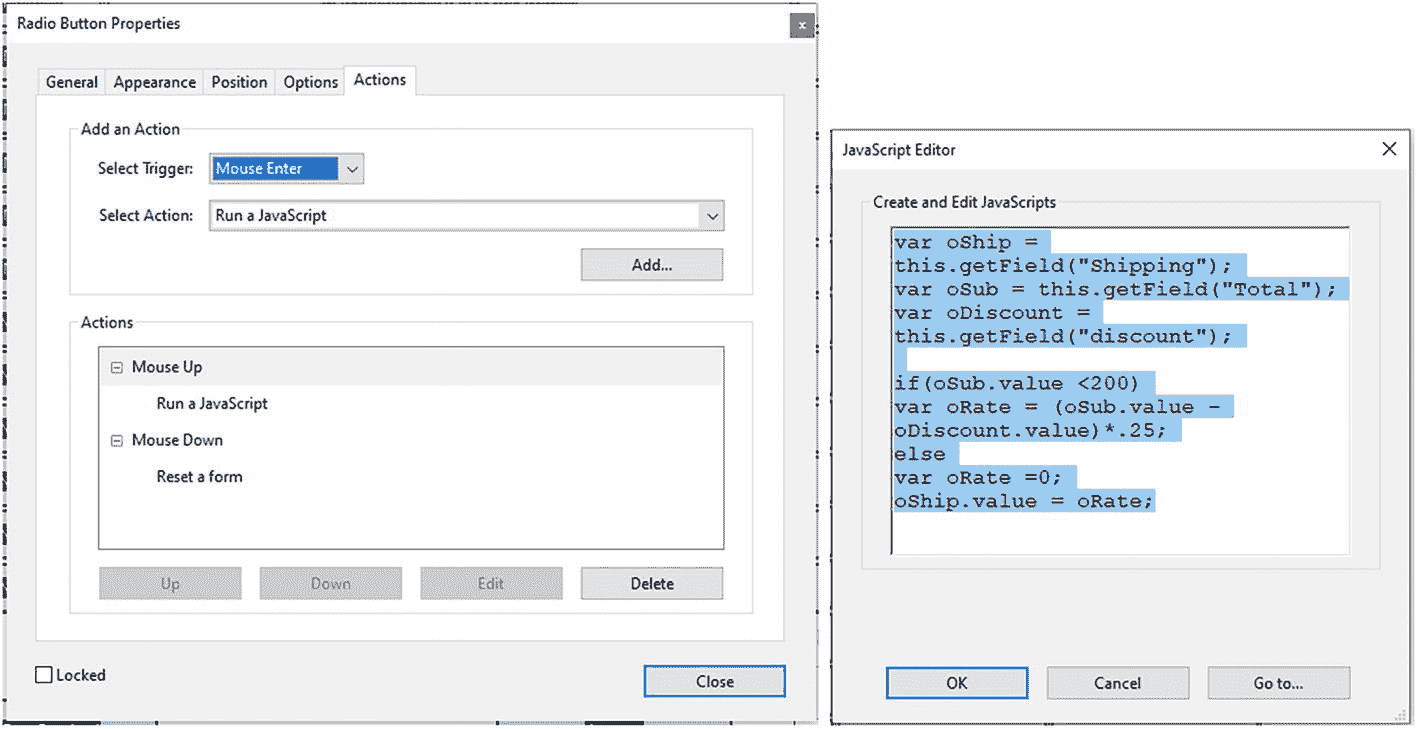 Radio Button Properties
x
General Appearance Position Options Actions
Add an Action
Select Trigger: Mouse Enter
Select Action: Run a JavaScript
Add...
Actions
Mouse Up
Run a JavaScript
Mouse Down
Reset a form
Up Down Edit Delete
Locked
Close
JavaScript Editor
Create and Edit JavaScripts
var oShip =
this.getField("Shipping");
var oSub = this.getField("Total");
var oDiscount =
this.getField("discount");
if(oSub.value <200)
var oRate = (oSub.value -
oDiscount.value)*.25;
else
var oRate =0;
oShip.value = oRate;
OK Cancel Go to...